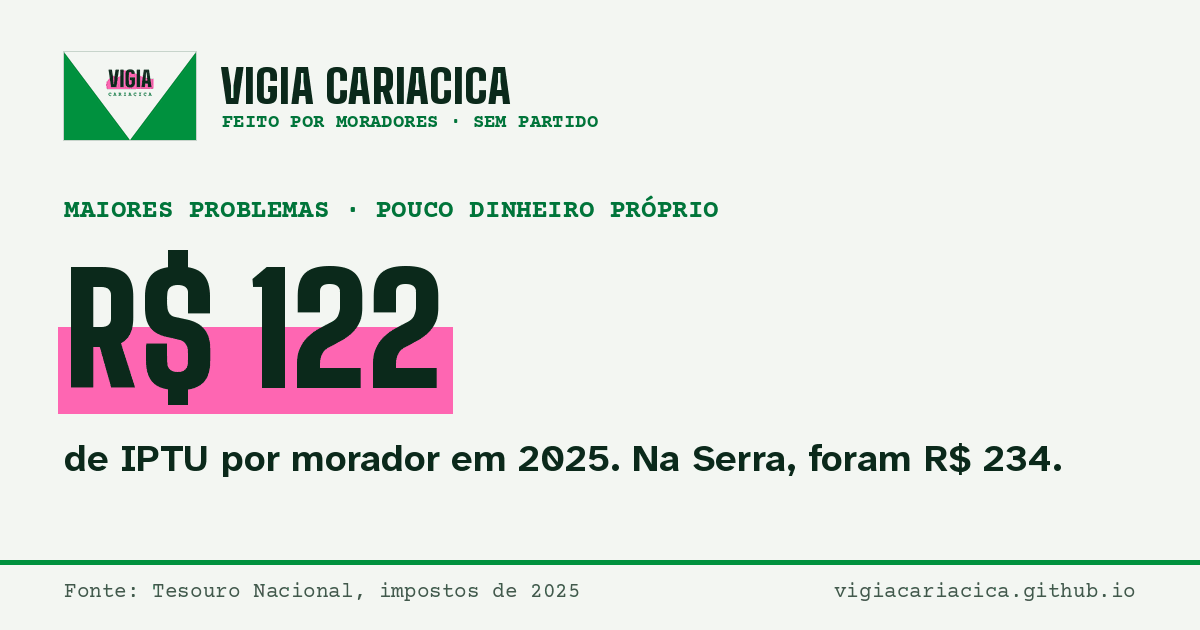 VIGIA
CARIACICA
VIGIA CARIACICA
FEITO POR MORADORES · SEM PARTIDO
MAIORES PROBLEMAS · POUCO DINHEIRO PRÓPRIO
R$ 122
de IPTU por morador em 2025. Na Serra, foram R$ 234.
Fonte: Tesouro Nacional, impostos de 2025
vigiacariacica.github.io